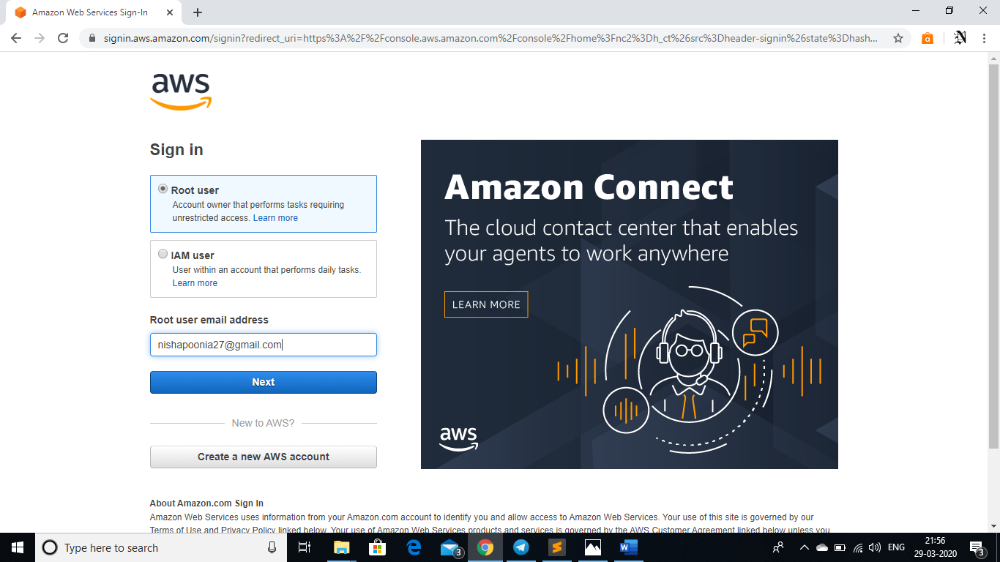 Amazon Web Services Sign-In
signin.aws.amazon.com/signin?redirect_uri=https%3A%2F%2Fconsole.aws.amazon.com%2Fconsole%2Fhome%3Fnc2%3Dh_ct%26src%3Dheader-signin%26state%3Dhash...
aws
Sign in
Root user
Account owner that performs tasks requiring
unrestricted access. Learn more
IAM user
User within an account that performs daily tasks.
Learn more
Root user email address
nishapoonia27@gmail.com
Next
New to AWS?
Create a new AWS account
Amazon Connect
The cloud contact center that enables
your agents to work anywhere
LEARN MORE
aws
About Amazon.com Sign In
Amazon Web Services uses information from your Amazon.com account to identify you and allow access to Amazon Web Services. Your use of this site is governed by our
Terms of Use and Privacy Policy linked below. Your use of Amazon Web Services products and services is governed by the AWS Customer Agreement linked below unless you
Type here to search
3
ENG
21:56
29-03-2020
3